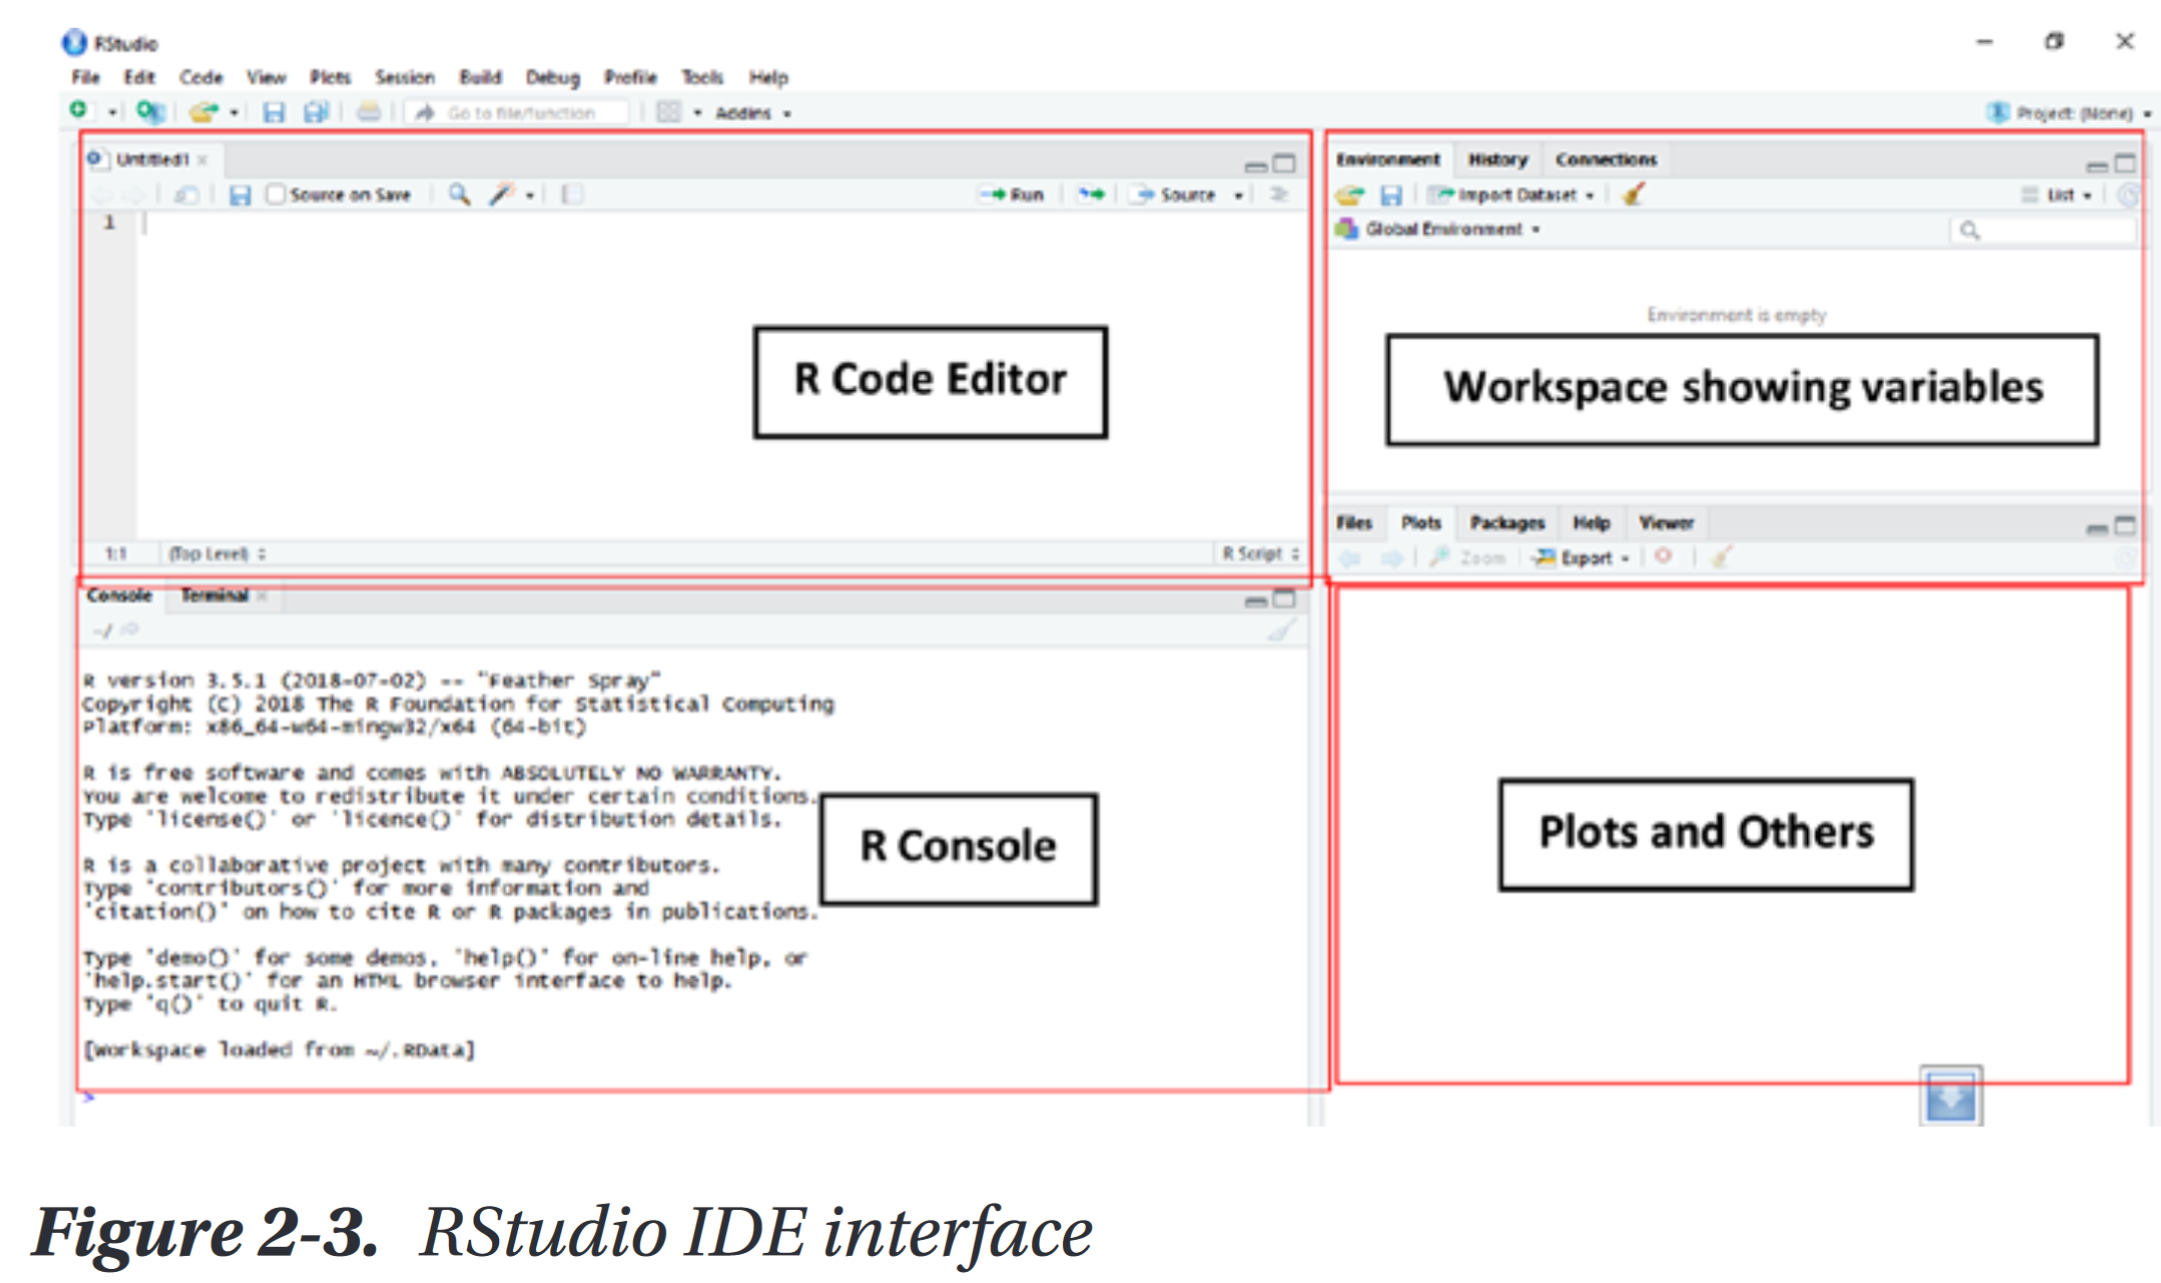 RStudio
File Edit Code View Plots Session Build Debug Profile Tools Help
Go to file/function Addins Project: (None)
Untitled1
Source on Save Run Source
1
R Code Editor
1:1 (Top Level) R Script
Environment History Connections
Import Dataset List
Global Environment
Environment is empty
Workspace showing variables
Files Plots Packages Help Viewer
Zoom Export
Plots and Others
Console Terminal
~/
R version 3.5.1 (2018-07-02) -- "Feather Spray"
Copyright (C) 2018 The R Foundation for Statistical Computing
Platform: x86_64-w64-mingw32/x64 (64-bit)
R is free software and comes with ABSOLUTELY NO WARRANTY.
You are welcome to redistribute it under certain conditions.
Type 'license()' or 'licence()' for distribution details.
R is a collaborative project with many contributors.
Type 'contributors()' for more information and
'citation()' on how to cite R or R packages in publications.
Type 'demo()' for some demos, 'help()' for on-line help, or
'help.start()' for an HTML browser interface to help.
Type 'q()' to quit R.
[Workspace loaded from ~/.RData]
>
R Console
Figure 2-3. RStudio IDE interface